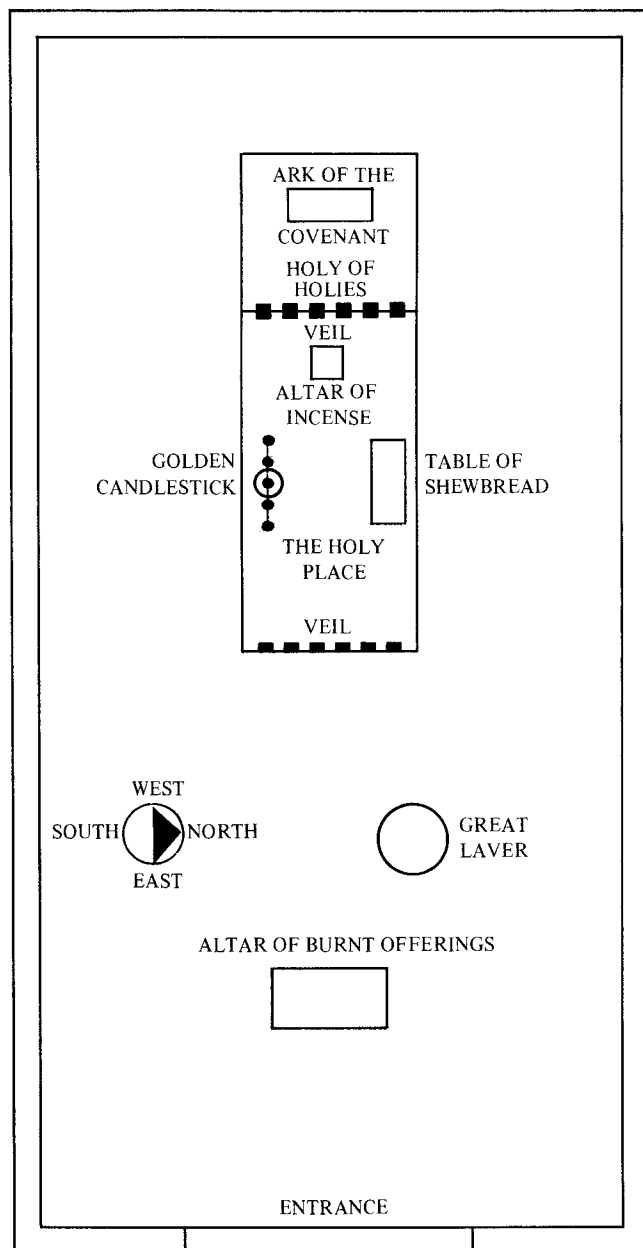 ARK OF THE
COVENANT
HOLY OF
HOLIES
VEIL
ALTAR OF
INCENSE
GOLDEN
CANDLESTICK
TABLE OF
SHEWBREAD
THE HOLY
PLACE
VEIL
WEST
SOUTH
NORTH
EAST
GREAT
LAVER
ALTAR OF BURNT OFFERINGS
ENTRANCE